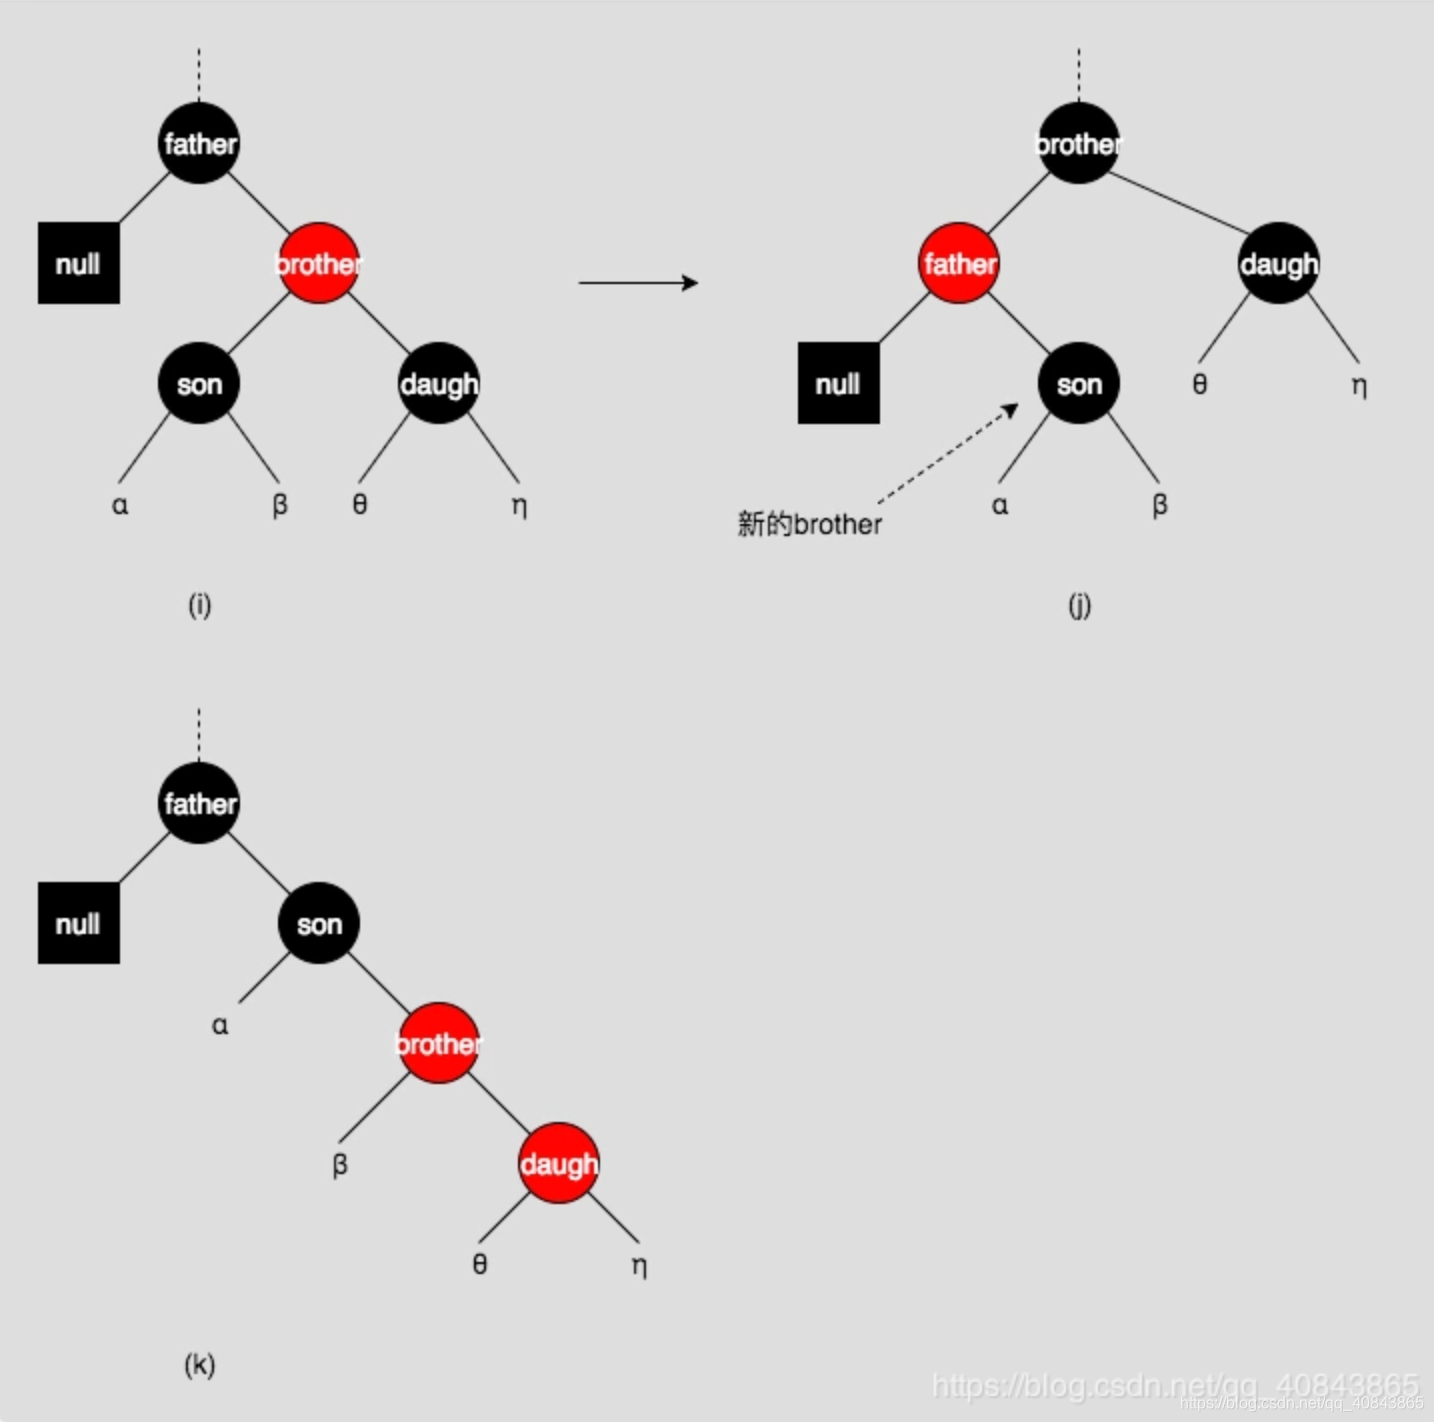 father
brother
null
brother
father
daugh
son
daugh
null
son
θ
η
α
β
θ
η
α
β
新的brother
(i)
(j)
father
null
son
α
brother
β
daugh
θ
η
(k)
https://blog.csdn.net/qq_40843865
https://blog.csdn.net/qq_40843865